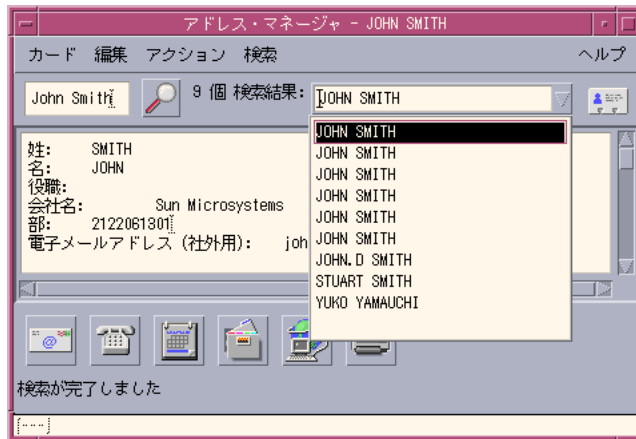 アドレス・マネージャ - JOHN SMITH
カード 編集 アクション 検索 ヘルプ
John Smith 9 個 検索結果: JOHN SMITH
JOHN SMITH
JOHN SMITH
JOHN SMITH
JOHN SMITH
JOHN SMITH
JOHN SMITH
JOHN.D SMITH
STUART SMITH
YUKO YAMAUCHI
姓: SMITH
名: JOHN
役職:
会社名: Sun Microsystems
部: 2122061301
電子メールアドレス (社外用): joh
検索が完了しました
[---]